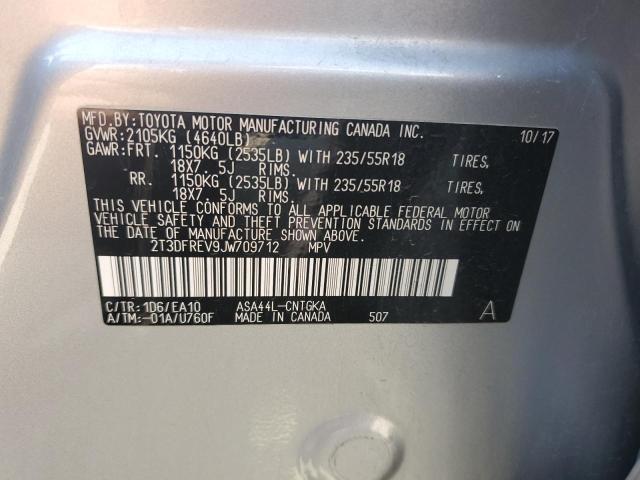 MFD.BY:TOYOTA MOTOR MANUFACTURING CANADA INC.
GVWR:2105KG (4640LB) 10/17
GAWR:FRT. 1150KG (2535LB) WITH 235/55R18 TIRES,
18X7 5J RIMS.
RR. 1150KG (2535LB) WITH 235/55R18 TIRES,
18X7 5J RIMS.
THIS VEHICLE CONFORMS TO ALL APPLICABLE FEDERAL MOTOR
VEHICLE SAFETY AND THEFT PREVENTION STANDARDS IN EFFECT ON
THE DATE OF MANUFACTURE SHOWN ABOVE.
2T3DFREV9JW709712 MPV
C/TR:1D6/EA10 ASA44L-CNTGKA
A/TM:-01A/U760F MADE IN CANADA 507 A